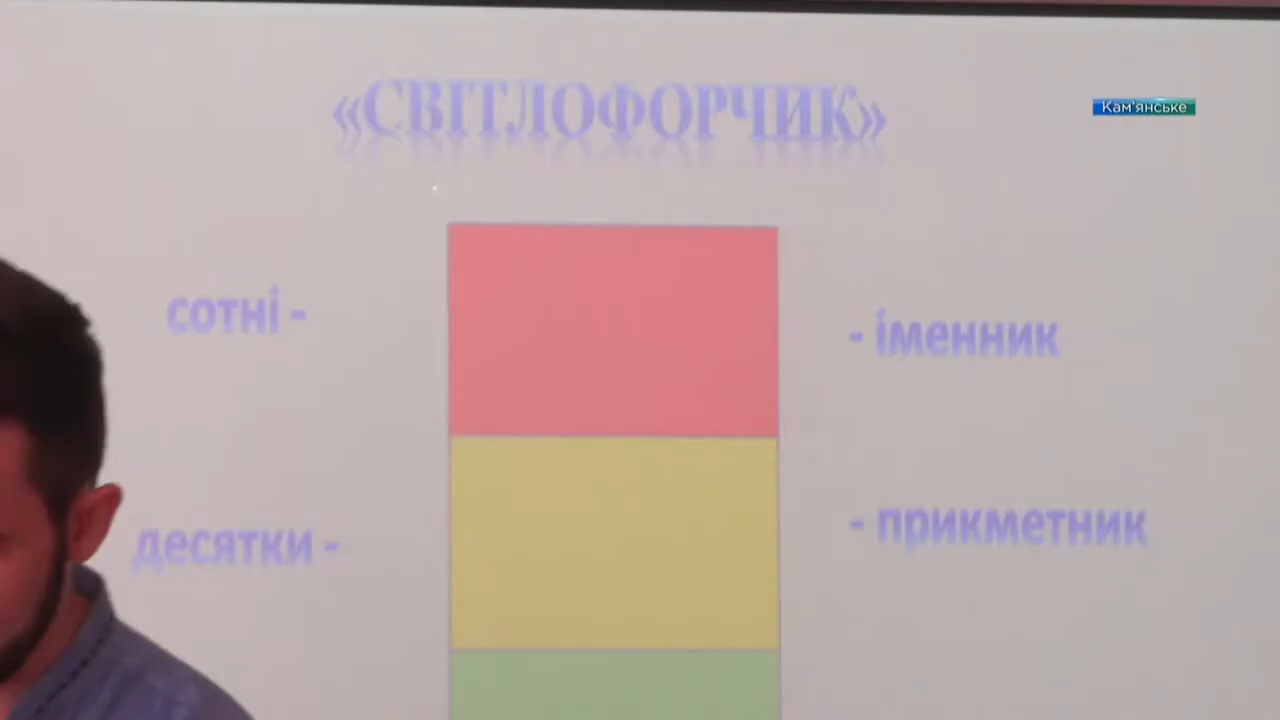 «СВІТЛОФОРЧИК»
Кам'янське
сотні -
- іменник
десятки -
- прикметник